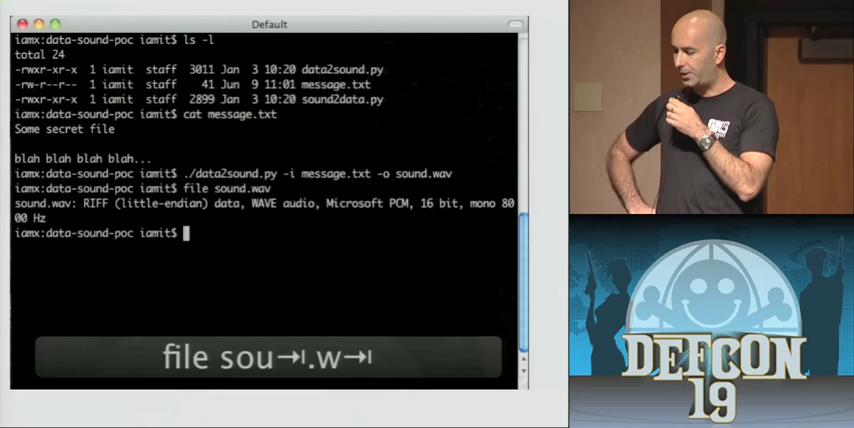 Default
iamx:data-sound-poc iamit$ ls -l
total 24
-rwxr-xr-x  1 iamit  staff  3011 Jan  3 10:20 data2sound.py
-rw-r--r--  1 iamit  staff    41 Jun  9 11:01 message.txt
-rwxr-xr-x  1 iamit  staff  2899 Jan  3 10:20 sound2data.py
iamx:data-sound-poc iamit$ cat message.txt
Some secret file
blah blah blah blah...
iamx:data-sound-poc iamit$ ./data2sound.py -i message.txt -o sound.wav
iamx:data-sound-poc iamit$ file sound.wav
sound.wav: RIFF (little-endian) data, WAVE audio, Microsoft PCM, 16 bit, mono 80
00 Hz
iamx:data-sound-poc iamit$
file sou⇥.w⇥
DEFCON
19